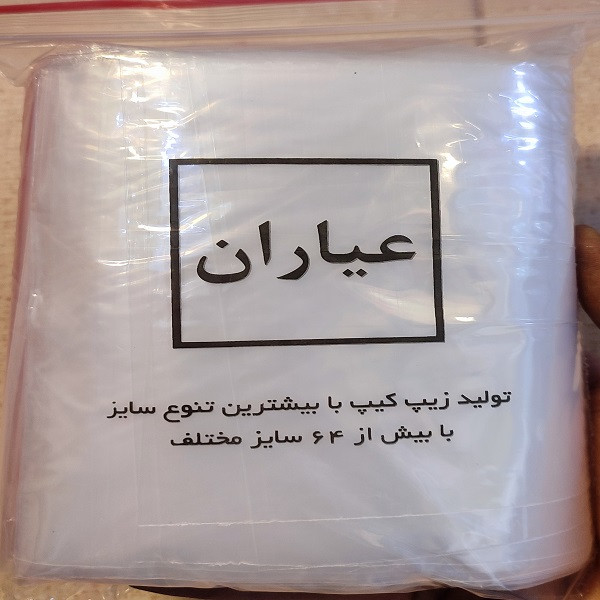 عیاران
تولید زیپ کیپ با بیشترین تنوع سایز
با بیش از ۶۴ سایز مختلف